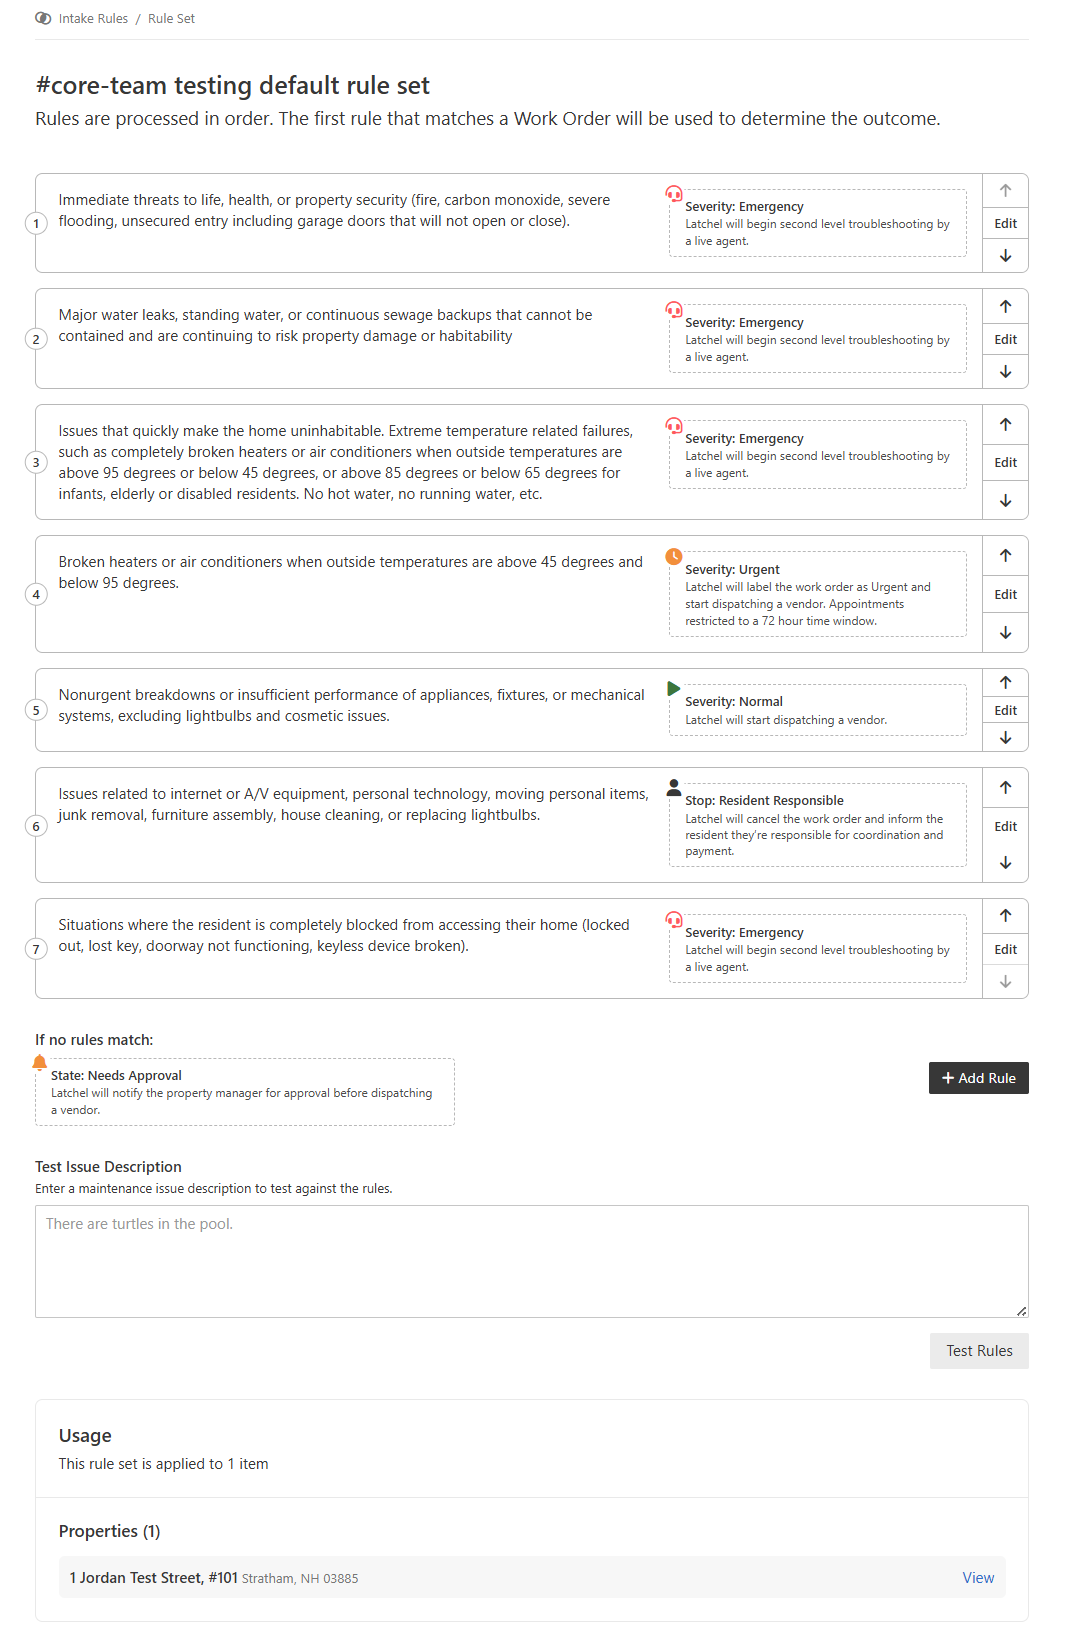 Intake Rules / Rule Set
#core-team testing default rule set
Rules are processed in order. The first rule that matches a Work Order will be used to determine the outcome.
1
Immediate threats to life, health, or property security (fire, carbon monoxide, severe
flooding, unsecured entry including garage doors that will not open or close).
Severity: Emergency
Latchel will begin second level troubleshooting by
a live agent.
Edit
2
Major water leaks, standing water, or continuous sewage backups that cannot be
contained and are continuing to risk property damage or habitability
Severity: Emergency
Latchel will begin second level troubleshooting by
a live agent.
Edit
3
Issues that quickly make the home uninhabitable. Extreme temperature related failures,
such as completely broken heaters or air conditioners when outside temperatures are
above 95 degrees or below 45 degrees, or above 85 degrees or below 65 degrees for
infants, elderly or disabled residents. No hot water, no running water, etc.
Severity: Emergency
Latchel will begin second level troubleshooting by
a live agent.
Edit
4
Broken heaters or air conditioners when outside temperatures are above 45 degrees and
below 95 degrees.
Severity: Urgent
Latchel will label the work order as Urgent and
start dispatching a vendor. Appointments
restricted to a 72 hour time window.
Edit
5
Nonurgent breakdowns or insufficient performance of appliances, fixtures, or mechanical
systems, excluding lightbulbs and cosmetic issues.
Severity: Normal
Latchel will start dispatching a vendor.
Edit
6
Issues related to internet or A/V equipment, personal technology, moving personal items,
junk removal, furniture assembly, house cleaning, or replacing lightbulbs.
Stop: Resident Responsible
Latchel will cancel the work order and inform the
resident they're responsible for coordination and
payment.
Edit
7
Situations where the resident is completely blocked from accessing their home (locked
out, lost key, doorway not functioning, keyless device broken).
Severity: Emergency
Latchel will begin second level troubleshooting by
a live agent.
Edit
If no rules match:
State: Needs Approval
Latchel will notify the property manager for approval before dispatching
a vendor.
+ Add Rule
Test Issue Description
Enter a maintenance issue description to test against the rules.
There are turtles in the pool.
Test Rules
Usage
This rule set is applied to 1 item
Properties (1)
1 Jordan Test Street, #101 Stratham, NH 03885
View